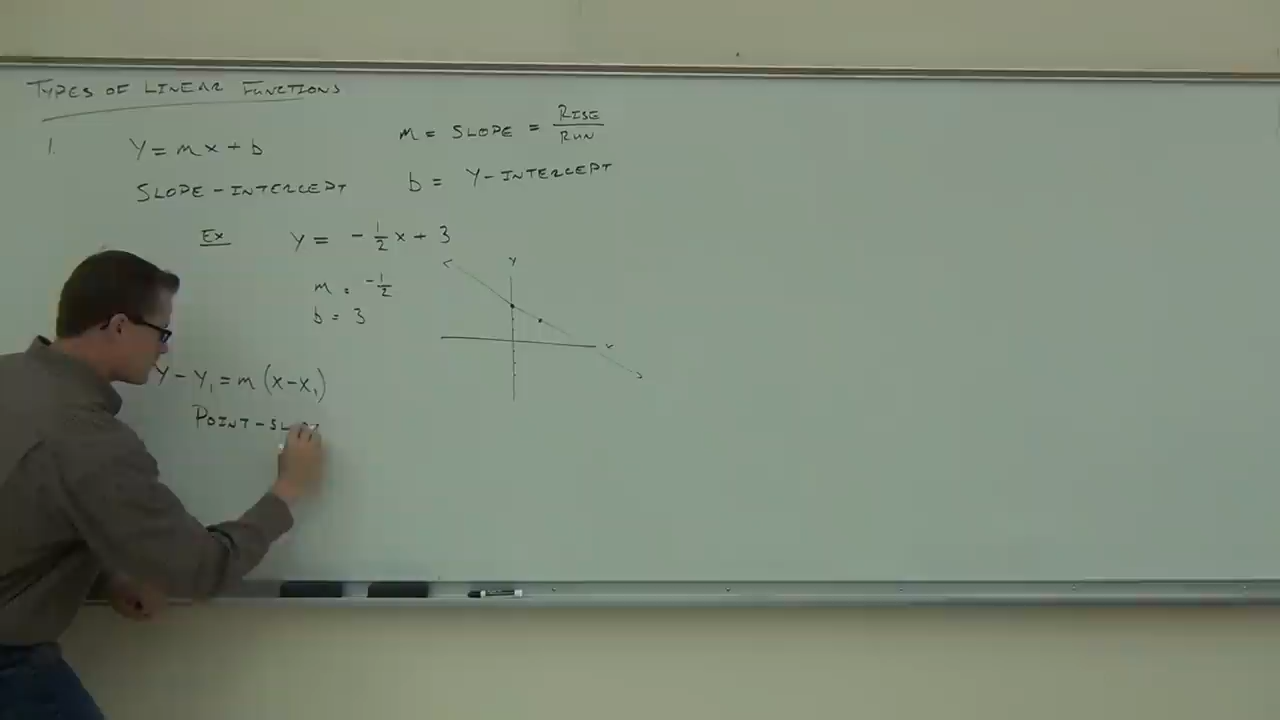 TYPES OF LINEAR FUNCTIONS
1. Y = mx + b
SLOPE-INTERCEPT
m = SLOPE = RISE/RUN
b = Y-INTERCEPT
Ex Y = -1/2 x + 3
m = -1/2
b = 3
Y
X
Y - Y₁ = m(X - X₁)
POINT-